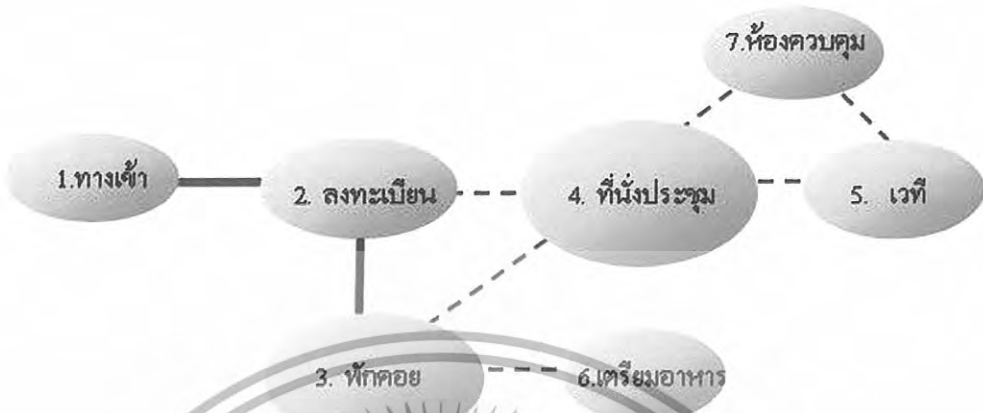 7.ห้องควบคุม
1.ทางเข้า
2. ลงทะเบียน
4. ที่นั่งประชุม
5. เวที
3. พักคอย
6.เตรียมอาหาร